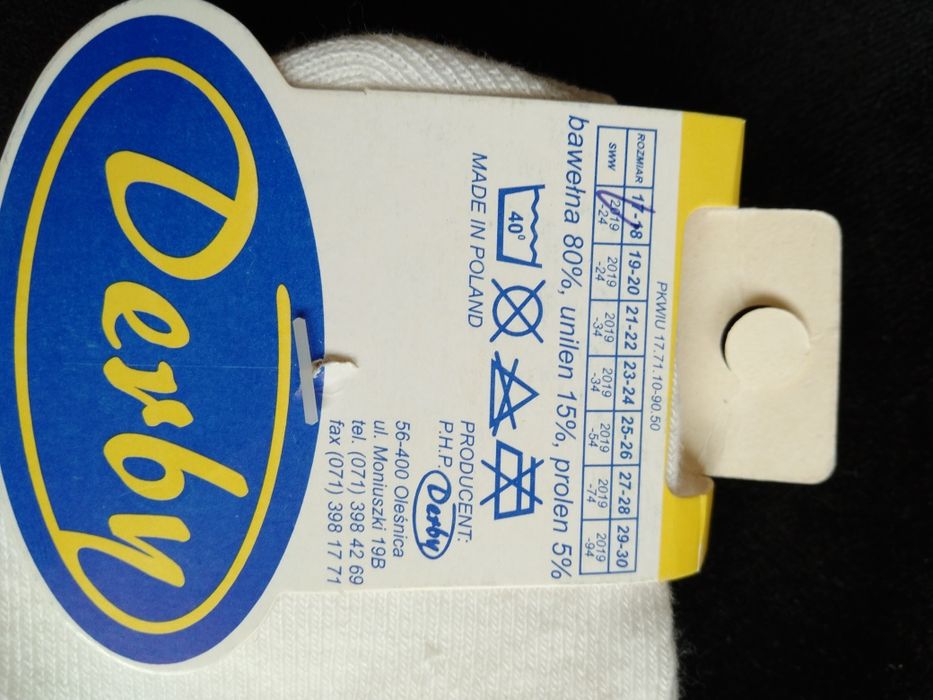 Derby
PKWIU 17.71.10-90.50
ROZMIAR 17-18 19-20 21-22 23-24 25-26 27-28 29-30
SWW 2019 -24 2019 -24 2019 -34 2019 -34 2019 -54 2019 -74 2019 -94
bawełna 80%, unilen 15%, prolen 5%
40°
MADE IN POLAND
PRODUCENT:
P.H.P. Derby
56-400 Oleśnica
ul. Moniuszki 19B
tel. (071) 398 42 69
fax (071) 398 17 71